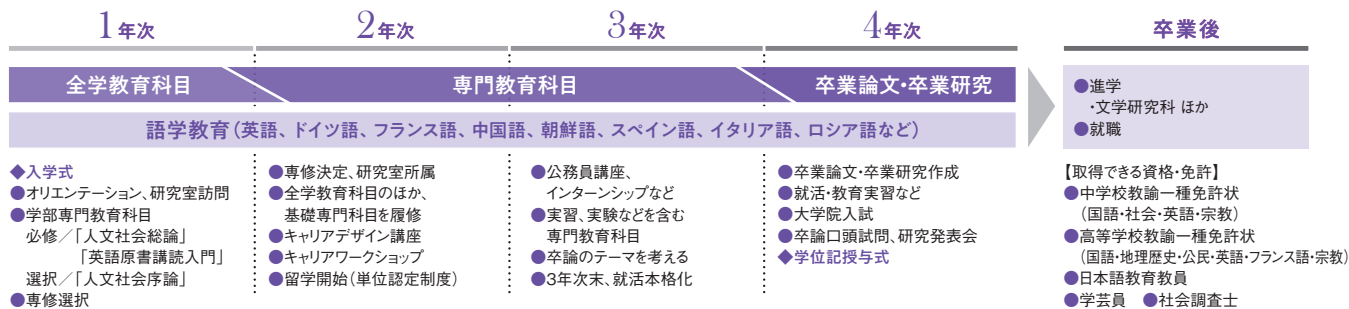 1年次
2年次
3年次
4年次
卒業後
全学教育科目
専門教育科目
卒業論文・卒業研究
語学教育（英語、ドイツ語、フランス語、中国語、朝鮮語、スペイン語、イタリア語、ロシア語など）
◆入学式
●オリエンテーション、研究室訪問
●学部専門教育科目
必修／「人文社会総論」
「英語原書講読入門」
選択／「人文社会序論」
●専修選択
●専修決定、研究室所属
●全学教育科目のほか、
基礎専門科目を履修
●キャリアデザイン講座
●キャリアワークショップ
●留学開始（単位認定制度）
●公務員講座、
インターンシップなど
●実習、実験などを含む
専門教育科目
●卒論のテーマを考える
●3年次末、就活本格化
●卒業論文・卒業研究作成
●就活・教育実習など
●大学院入試
●卒論口頭試問、研究発表会
◆学位記授与式
●進学
・文学研究科 ほか
●就職
【取得できる資格・免許】
●中学校教諭一種免許状
（国語・社会・英語・宗教）
●高等学校教諭一種免許状
（国語・地理歴史・公民・英語・フランス語・宗教）
●日本語教育教員
●学芸員 ●社会調査士